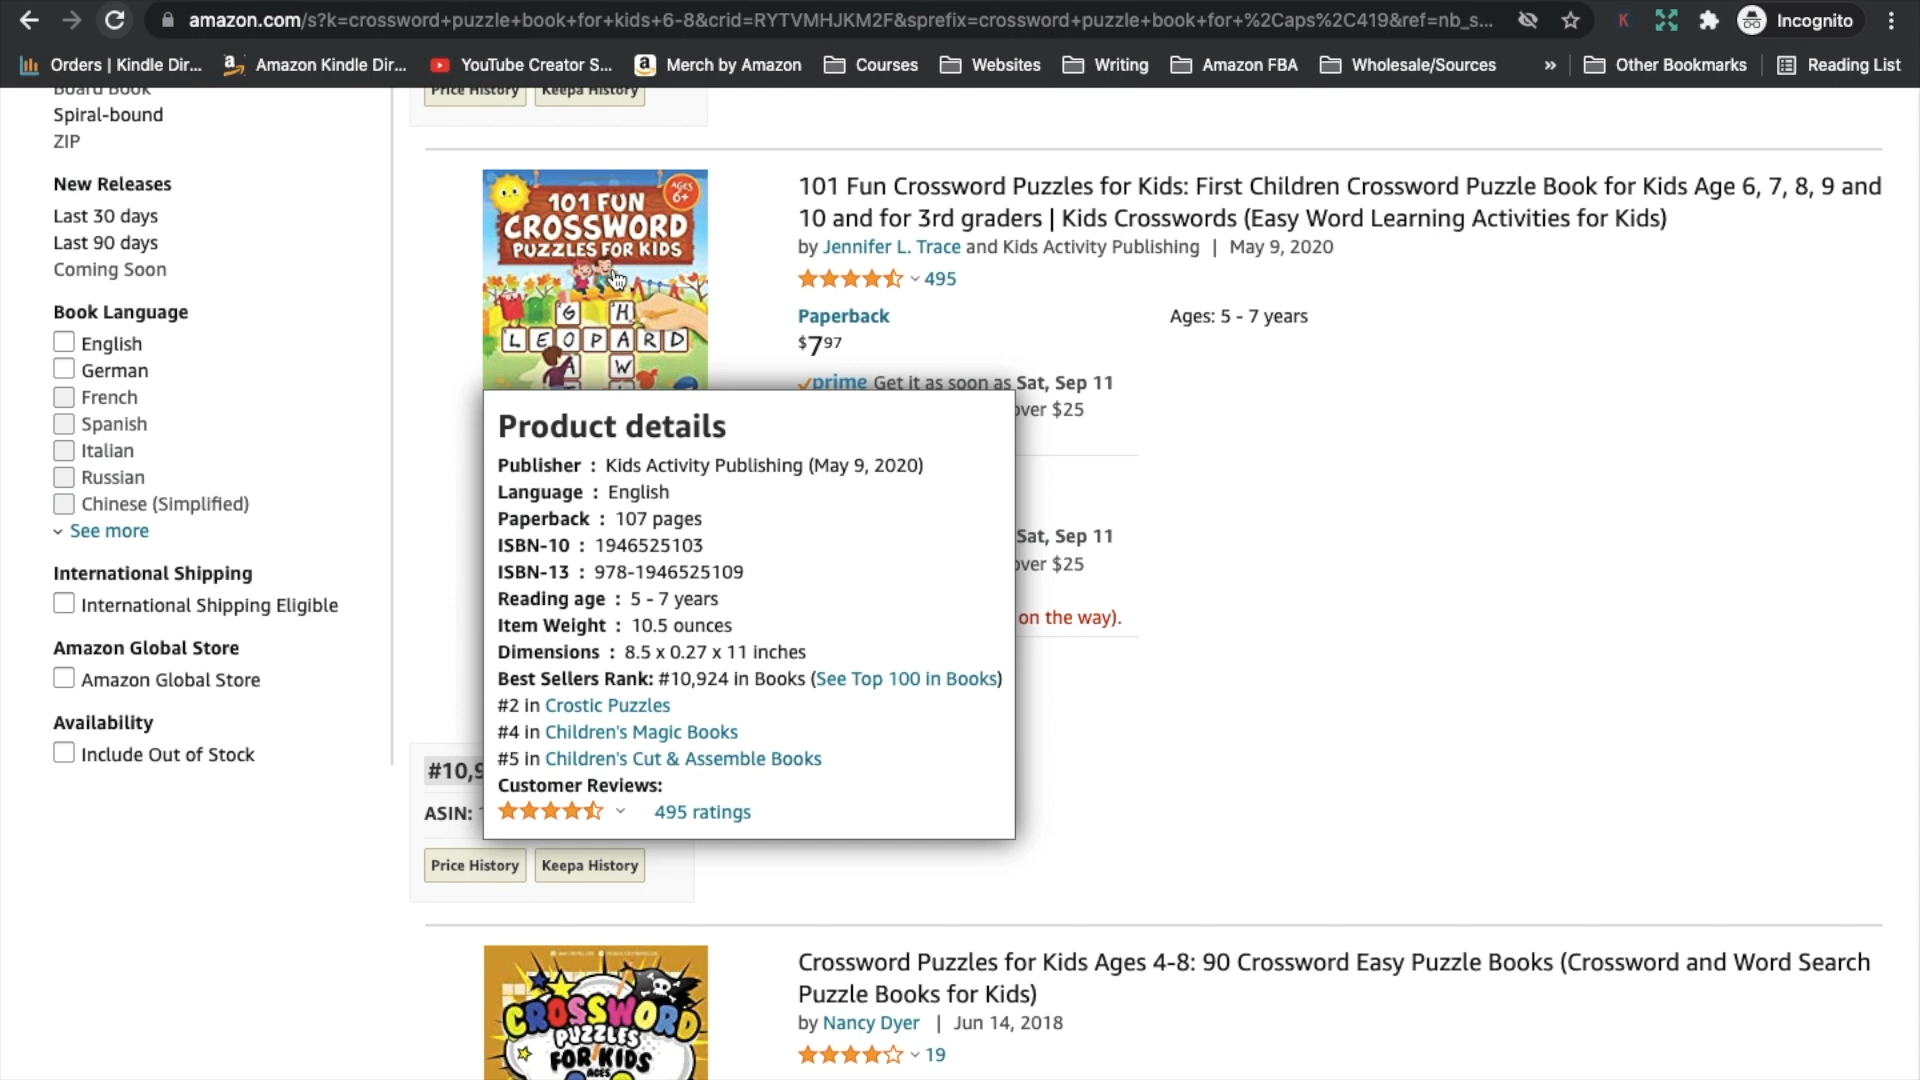 amazon.com/s?k=crossword+puzzle+book+for+kids+6-8&crid=RYTVMHJKM2F&sprefix=crossword+puzzle+book+for+%2Caps%2C419&ref=nb_s...
K
Incognito
Orders | Kindle Dir...
Amazon Kindle Dir...
YouTube Creator S...
Merch by Amazon
Courses
Websites
Writing
Amazon FBA
Wholesale/Sources
»
Other Bookmarks
Reading List
Board Book
Spiral-bound
ZIP
New Releases
Last 30 days
Last 90 days
Coming Soon
Book Language
English
German
French
Spanish
Italian
Russian
Chinese (Simplified)
See more
International Shipping
International Shipping Eligible
Amazon Global Store
Amazon Global Store
Availability
Include Out of Stock
Price History
Keepa History
AGES
6+
101 FUN
CROSSWORD
PUZZLES FOR KIDS
G H
LEOPARD
A W
101 Fun Crossword Puzzles for Kids: First Children Crossword Puzzle Book for Kids Age 6, 7, 8, 9 and
10 and for 3rd graders | Kids Crosswords (Easy Word Learning Activities for Kids)
by Jennifer L. Trace and Kids Activity Publishing | May 9, 2020
495
Paperback
$797
Ages: 5 - 7 years
prime Get it as soon as Sat, Sep 11
over $25
Sat, Sep 11
over $25
on the way).
Product details
Publisher : Kids Activity Publishing (May 9, 2020)
Language : English
Paperback : 107 pages
ISBN-10 : 1946525103
ISBN-13 : 978-1946525109
Reading age : 5 - 7 years
Item Weight : 10.5 ounces
Dimensions : 8.5 x 0.27 x 11 inches
Best Sellers Rank: #10,924 in Books (See Top 100 in Books)
#2 in Crostic Puzzles
#4 in Children's Magic Books
#5 in Children's Cut & Assemble Books
Customer Reviews:
495 ratings
#10,9
ASIN:
Price History
Keepa History
CROSSWORD
PUZZLES
FOR KIDS
AGES
Crossword Puzzles for Kids Ages 4-8: 90 Crossword Easy Puzzle Books (Crossword and Word Search
Puzzle Books for Kids)
by Nancy Dyer | Jun 14, 2018
19